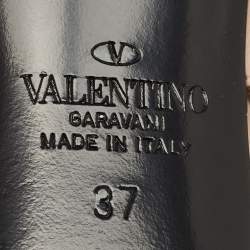 V
VALENTINO
GARAVANI
MADE IN ITALY
37